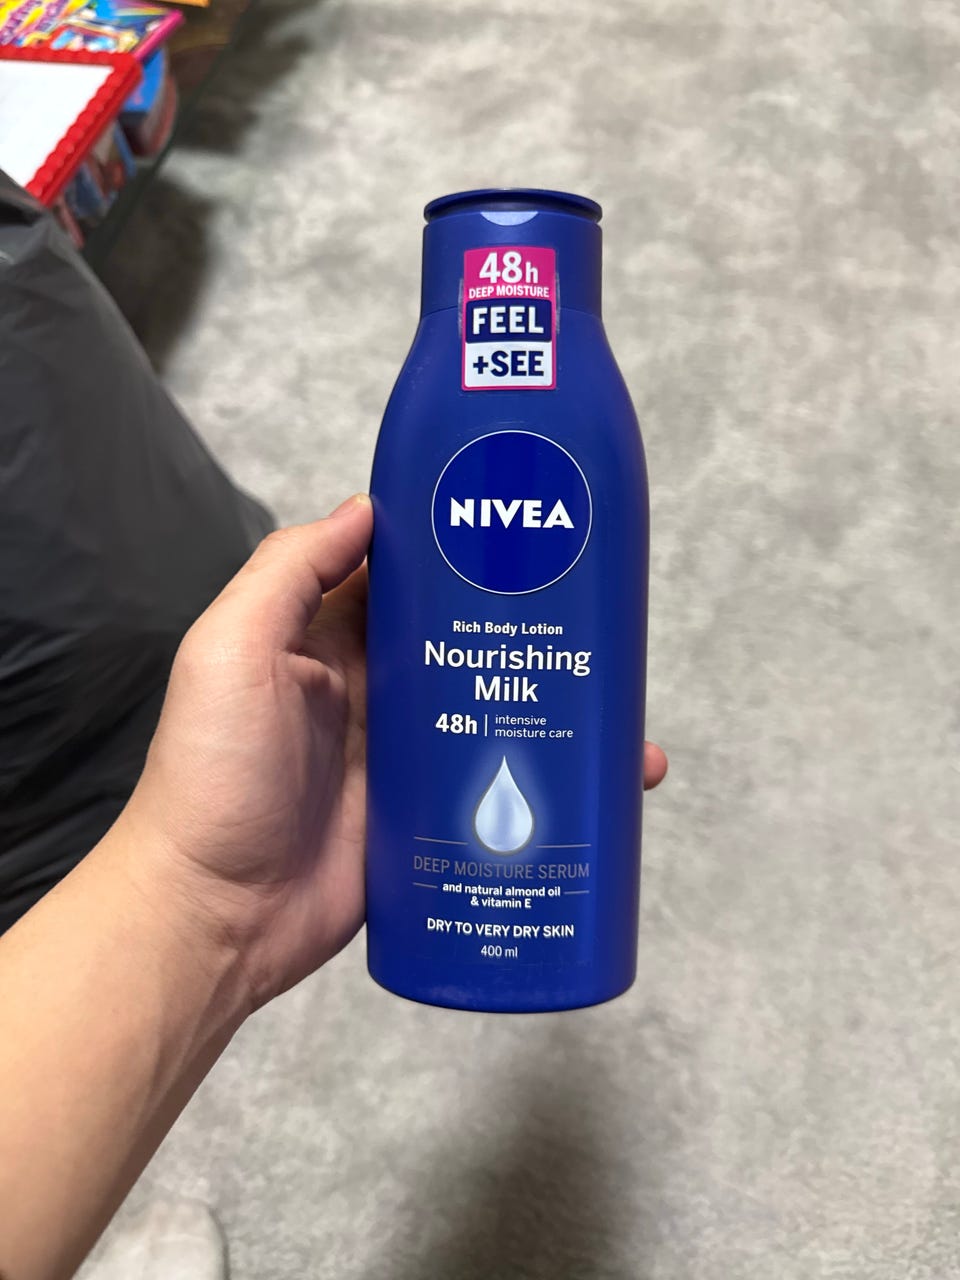 48h
DEEP MOISTURE
FEEL
+SEE
NIVEA
Rich Body Lotion
Nourishing
Milk
48h | intensive
moisture care
DEEP MOISTURE SERUM
and natural almond oil
& vitamin E
DRY TO VERY DRY SKIN
400 ml